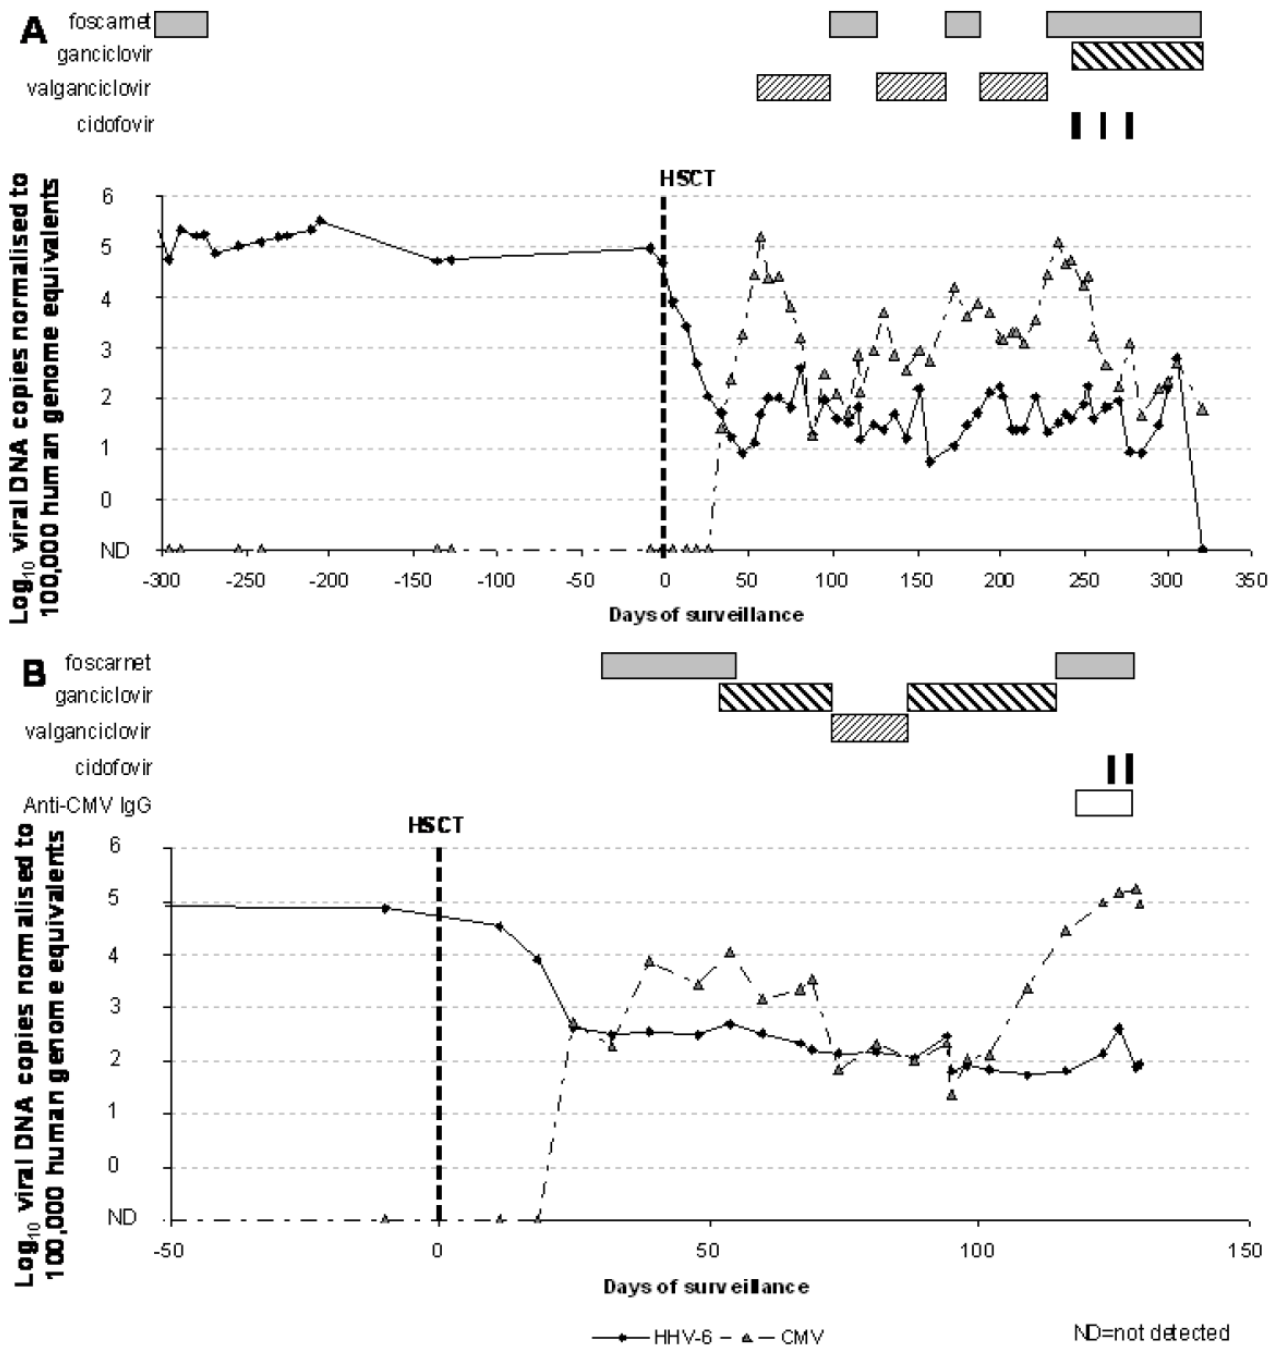 A
foscarnet
ganciclovir
valganciclovir
cidofovir
HSCT
Log10 viral DNA copies normalised to
100,000 human genome equivalents
6
5
4
3
2
1
0
ND
-300 -250 -200 -150 -100 -50 0 50 100 150 200 250 300 350
Days of surveillance
B
foscarnet
ganciclovir
valganciclovir
cidofovir
Anti-CMV IgG
HSCT
Log10 viral DNA copies normalised to
100,000 human genome equivalents
6
5
4
3
2
1
0
ND
-50 0 50 100 150
Days of surveillance
HHV-6 CMV
ND=not detected